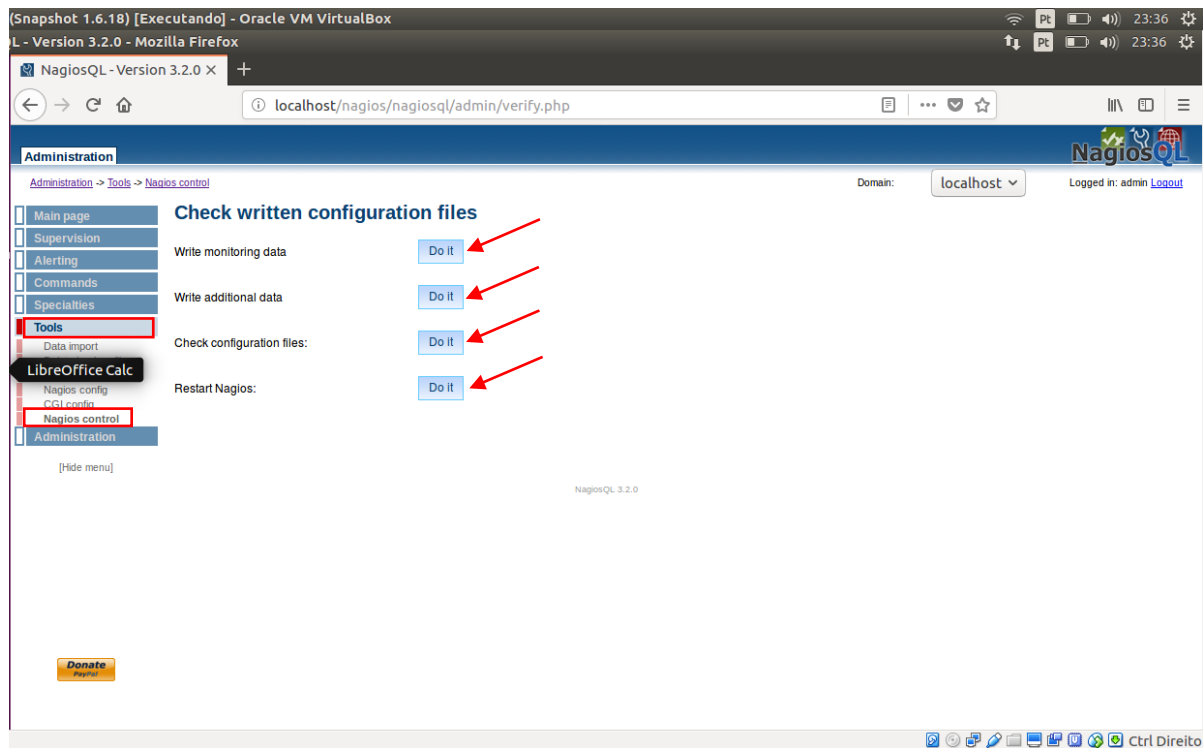 (Snapshot 1.6.18) [Executando] - Oracle VM VirtualBox
Pt 23:36
L - Version 3.2.0 - Mozilla Firefox
Pt 23:36
NagiosQL - Version 3.2.0
localhost/nagios/nagiosql/admin/verify.php
Administration
NagiosQL
Administration -> Tools -> Nagios control
Domain: localhost
Logged in: admin Logout
Main page
Supervision
Alerting
Commands
Specialties
Tools
Data import
LibreOffice Calc
Nagios config
CGI config
Nagios control
Administration
[Hide menu]
Check written configuration files
Write monitoring data Do it
Write additional data Do it
Check configuration files: Do it
Restart Nagios: Do it
NagiosQL 3.2.0
Donate
PayPal
Ctrl Direito